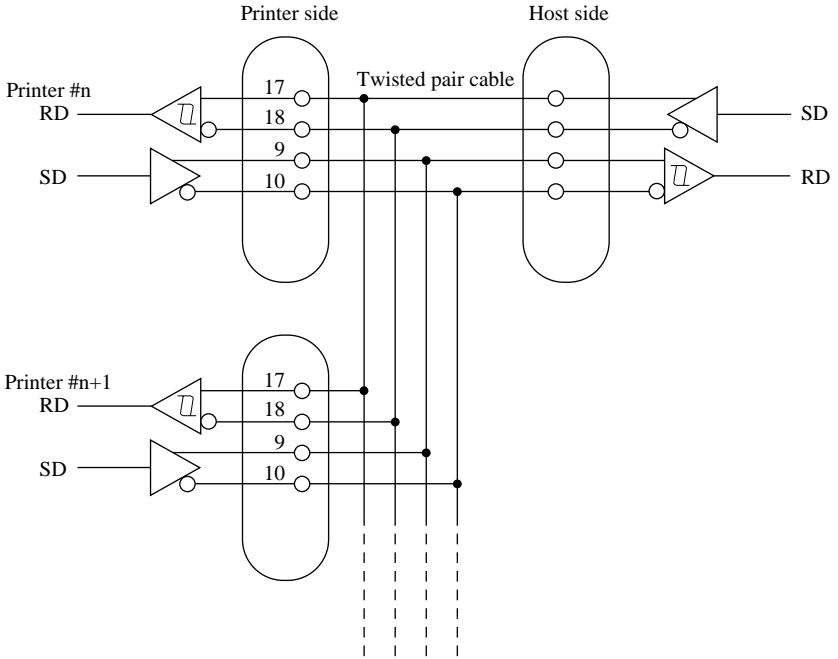 Printer side
Host side
Printer #n
17
Twisted pair cable
RD
18
SD
9
SD
10
RD
Printer #n+1
17
RD
18
9
SD
10